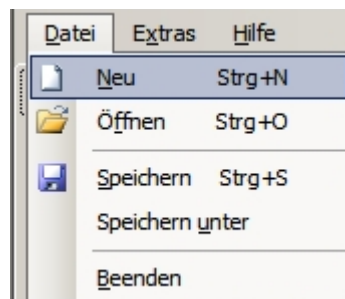 Datei Extras Hilfe
Neu Strg+N
Öffnen Strg+O
Speichern Strg+S
Speichern unter
Beenden